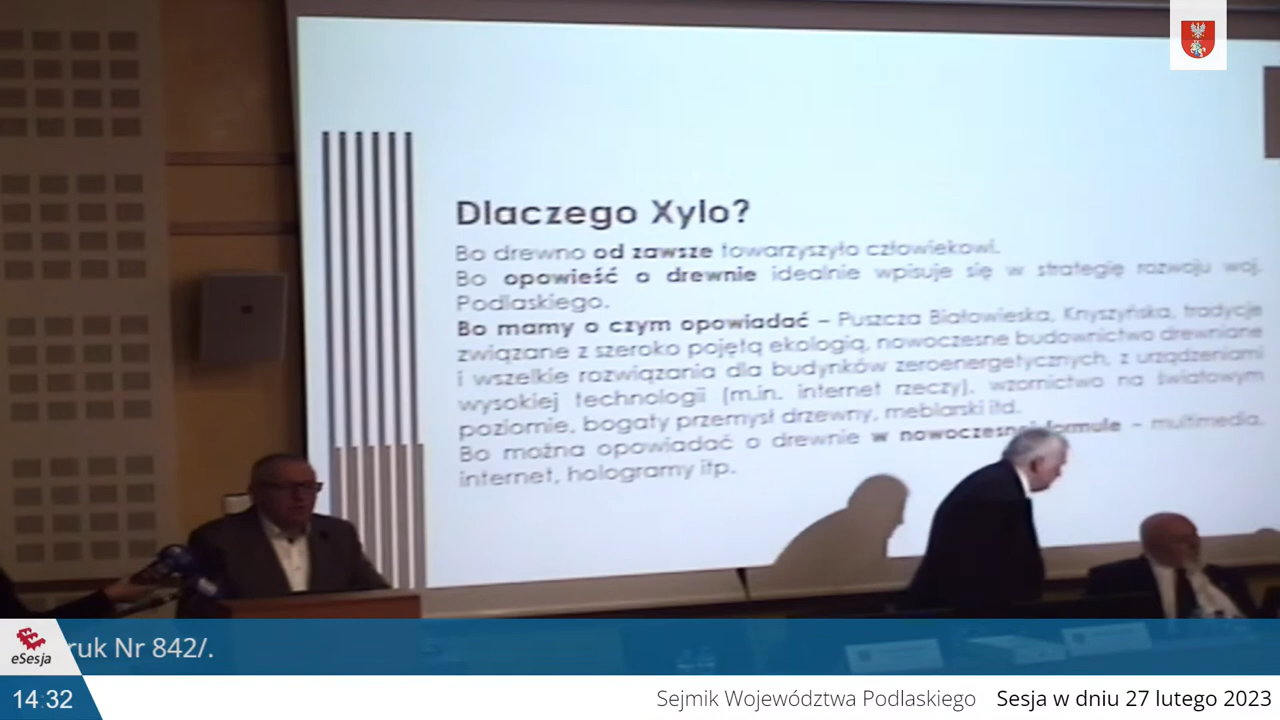 Dlaczego Xylo?
Bo drewno od zawsze towarzyszyło człowiekowi.
Bo opowieść o drewnie idealnie wpisuje się w strategię rozwoju woj.
Podlaskiego.
Bo mamy o czym opowiadać – Puszcza Białowieska, Knyszyńska, tradycje
związane z szeroko pojętą ekologią, nowoczesne budownictwo drewniane
i wszelkie rozwiązania dla budynków zeroenergetycznych, z urządzeniami
wysokiej technologii (m.in. internet rzeczy), wzornictwo na światowym
poziomie, bogaty przemysł drzewny, meblarski itd.
Bo można opowiadać o drewnie w nowoczesnej formule – multimedia,
internet, hologramy itp.
ruk Nr 842/.
eSesja
14:32
Sejmik Województwa Podlaskiego Sesja w dniu 27 lutego 2023